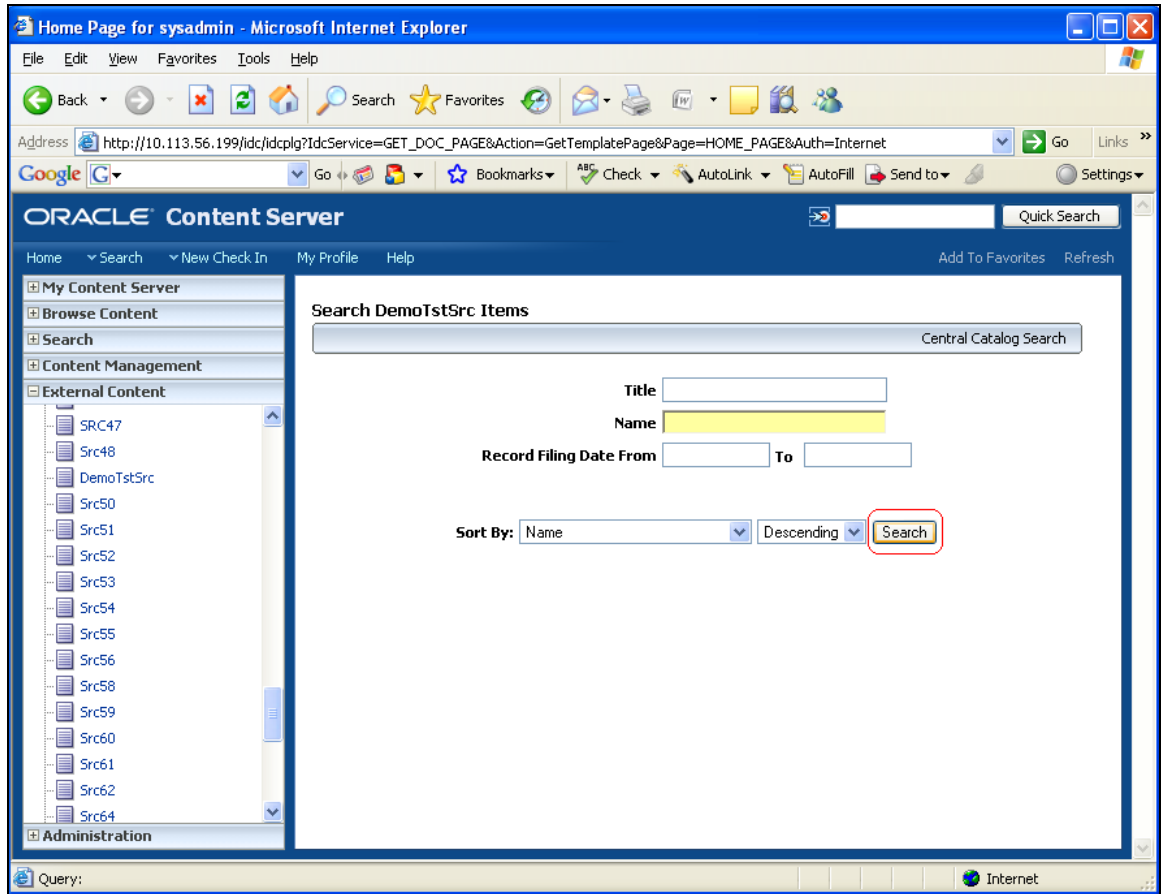 Home Page for sysadmin - Microsoft Internet Explorer
File Edit View Favorites Tools Help
Back Search Favorites
Address http://10.113.56.199/idc/idcplg?IdcService=GET_DOC_PAGE&Action=GetTemplatePage&Page=HOME_PAGE&Auth=Internet Go Links »
Google G Go Bookmarks ABC Check AutoLink AutoFill Send to Settings
ORACLE Content Server Quick Search
Home Search New Check In My Profile Help Add To Favorites Refresh
My Content Server
Browse Content
Search
Content Management
External Content
SRC47
Src48
DemoTstSrc
Src50
Src51
Src52
Src53
Src54
Src55
Src56
Src58
Src59
Src60
Src61
Src62
Src64
Administration
Search DemoTstSrc Items
Central Catalog Search
Title
Name
Record Filing Date From To
Sort By: Name Descending Search
Query: Internet